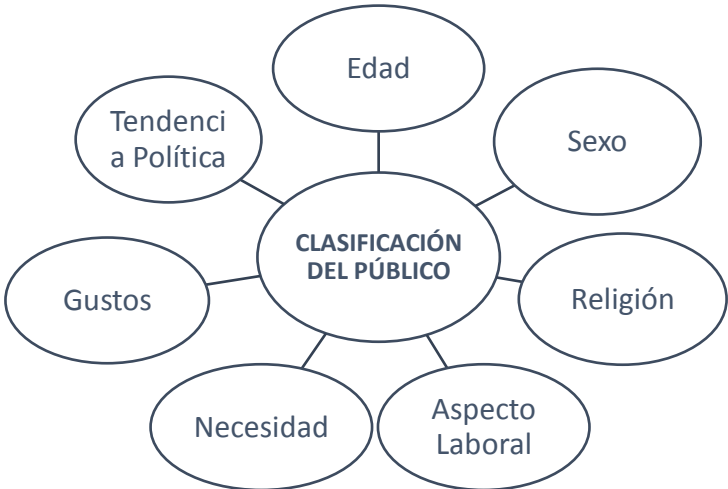 Edad
Sexo
Religión
Aspecto
Laboral
Necesidad
Gustos
Tendenci
a Política
CLASIFICACIÓN
DEL PÚBLICO